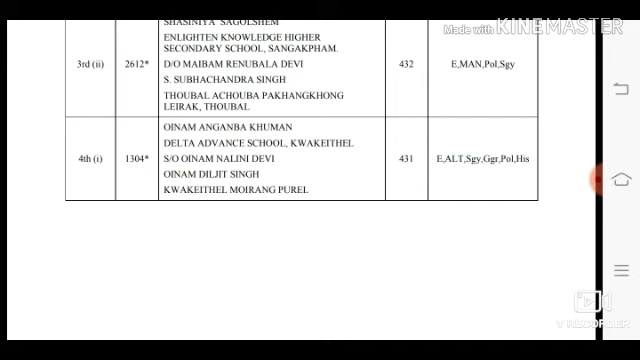 Made with KINEMASTER
SHASINIYA SAGOLSHEM
ENLIGHTEN KNOWLEDGE HIGHER
SECONDARY SCHOOL, SANGAKPHAM.
3rd (ii) 2612* D/O MAIBAM RENUBALA DEVI 432 E,MAN,Pol,Sgy
S. SUBHACHANDRA SINGH
THOUBAL ACHOUBA PAKHANGKHONG
LEIRAK, THOUBAL
OINAM ANGANBA KHUMAN
DELTA ADVANCE SCHOOL, KWAKEITHEL
4th (i) 1304* S/O OINAM NALINI DEVI 431 E,ALT,Sgy,Ggr,Pol,His
OINAM DILJIT SINGH
KWAKEITHEL MOIRANG PUREL
V RECORDER